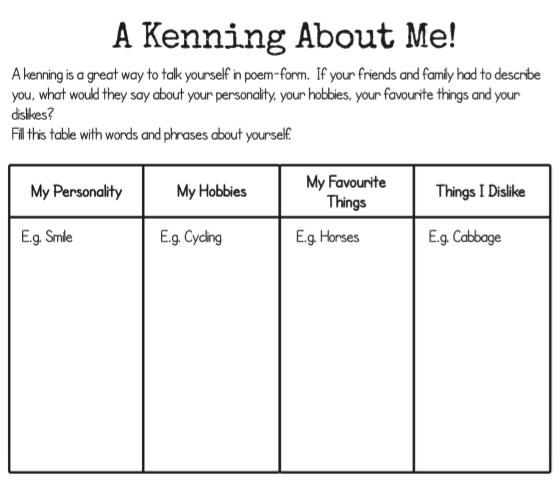 A Kenning About Me!
A kenning is a great way to talk yourself in poem-form. If your friends and family had to describe
you, what would they say about your personality, your hobbies, your favourite things and your
dislikes?
Fill this table with words and phrases about yourself.
My Personality
My Hobbies
My Favourite
Things
Things I Dislike
E.g. Smile
E.g. Cycling
E.g. Horses
E.g. Cabbage